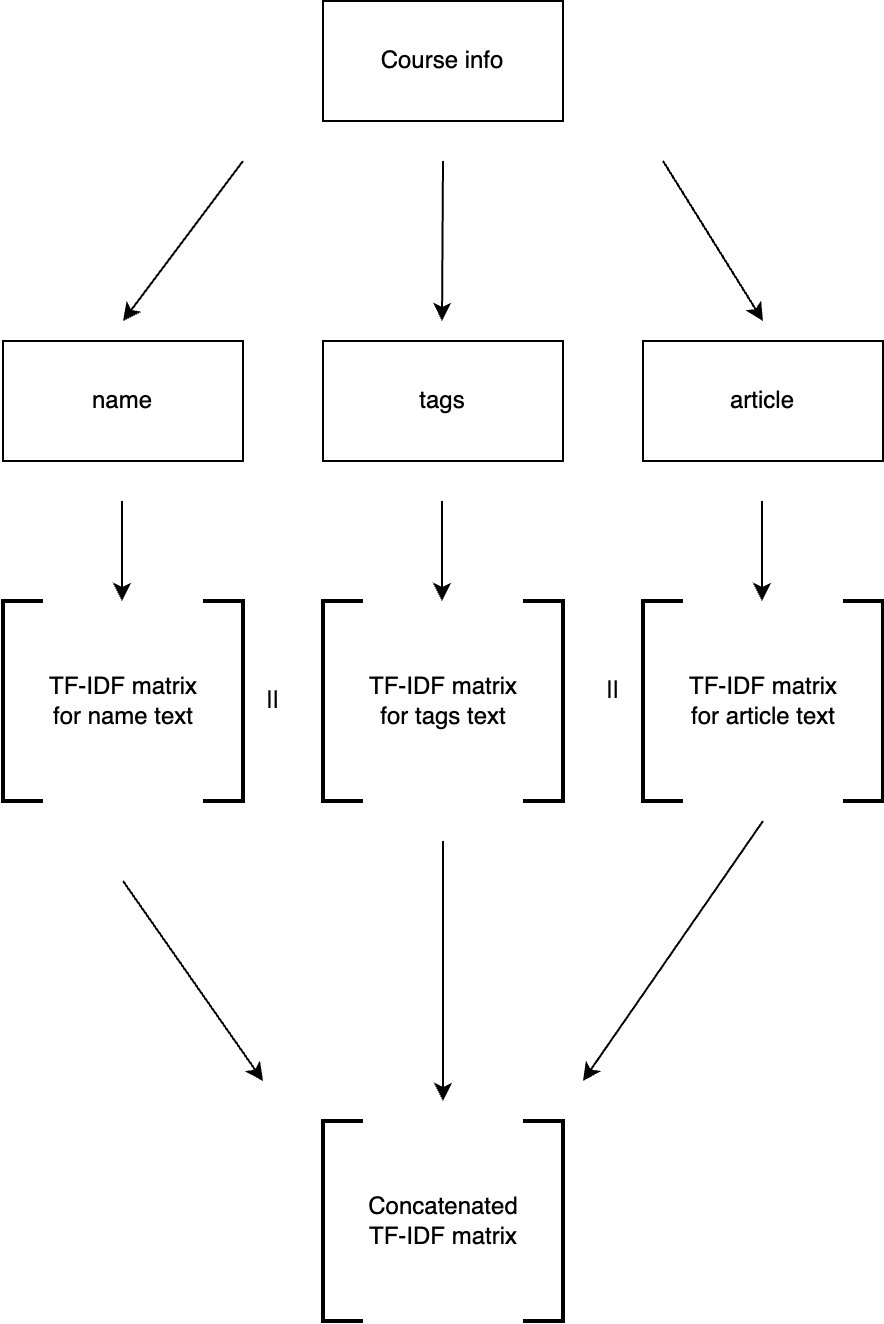 Course info
name
tags
article
TF-IDF matrix
for name text
||
TF-IDF matrix
for tags text
||
TF-IDF matrix
for article text
Concatenated
TF-IDF matrix